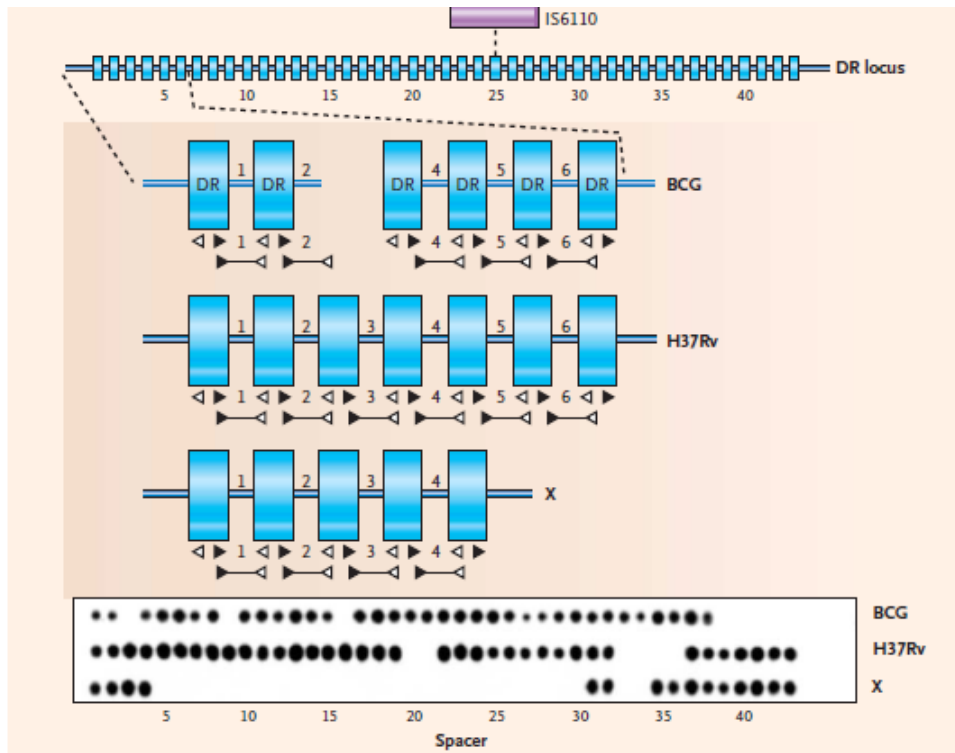 IS6110
DR locus
5 10 15 20 25 30 35 40
1 2 4 5 6
DR DR DR DR DR DR BCG
1 2 4 5 6
1 2 3 4 5 6
H37Rv
1 2 3 4 5 6
1 2 3 4
X
1 2 3 4
BCG
H37Rv
X
5 10 15 20 25 30 35 40
Spacer